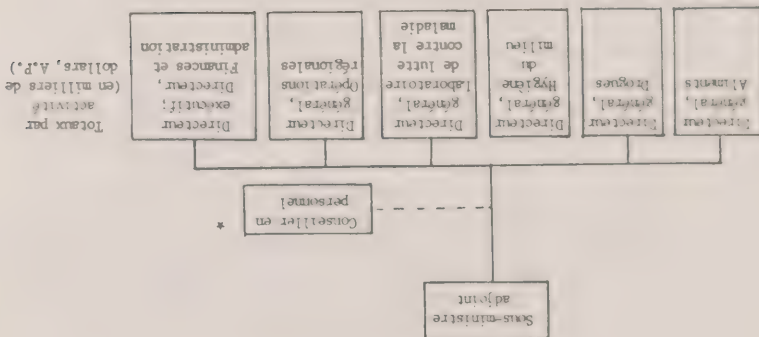 Sous-ministre
adjoint
*
Conseiller en
personnel
Directeur
général,
Aliments
Directeur
général,
Drogues
Directeur
général,
Hygiène
du
milieu
Directeur
général,
Laboratoire
de lutte
contre la
maladie
Directeur
général,
Opérations
régionales
Directeur
exécutif;
Directeur,
Finances et
administration
Totaux par
activité
(en milliers de
dollars, A.P.)